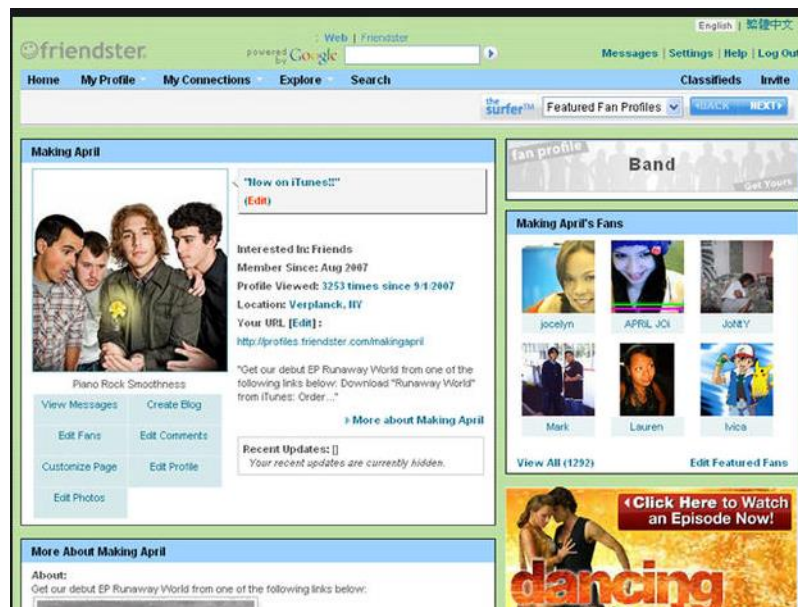 English | 繁體中文
: Web | Friendster
friendster.
powered by Google
Messages | Settings | Help | Log Out
Home My Profile My Connections Explore Search Classifieds Invite
the surfer™ Featured Fan Profiles BACK NEXT
Making April
"Now on iTunes!!"
(Edit)
Interested In: Friends
Member Since: Aug 2007
Profile Viewed: 3253 times since 9/1/2007
Location: Verplanck, NY
Your URL [Edit] :
http://profiles.friendster.com/makingapril
"Get our debut EP Runaway World from one of the
following links below: Download "Runaway World"
from iTunes: Order..."
More about Making April
Recent Updates: []
Your recent updates are currently hidden.
Piano Rock Smoothness
View Messages Create Blog
Edit Fans Edit Comments
Customize Page Edit Profile
Edit Photos
fan profile
Band
Get Yours
Making April's Fans
jocelyn APRiL JCi JoNtY
Mark Lauren Ivica
View All (1292) Edit Featured Fans
Click Here to Watch
an Episode Now!
dancing
More About Making April
About:
Get our debut EP Runaway World from one of the following links below: